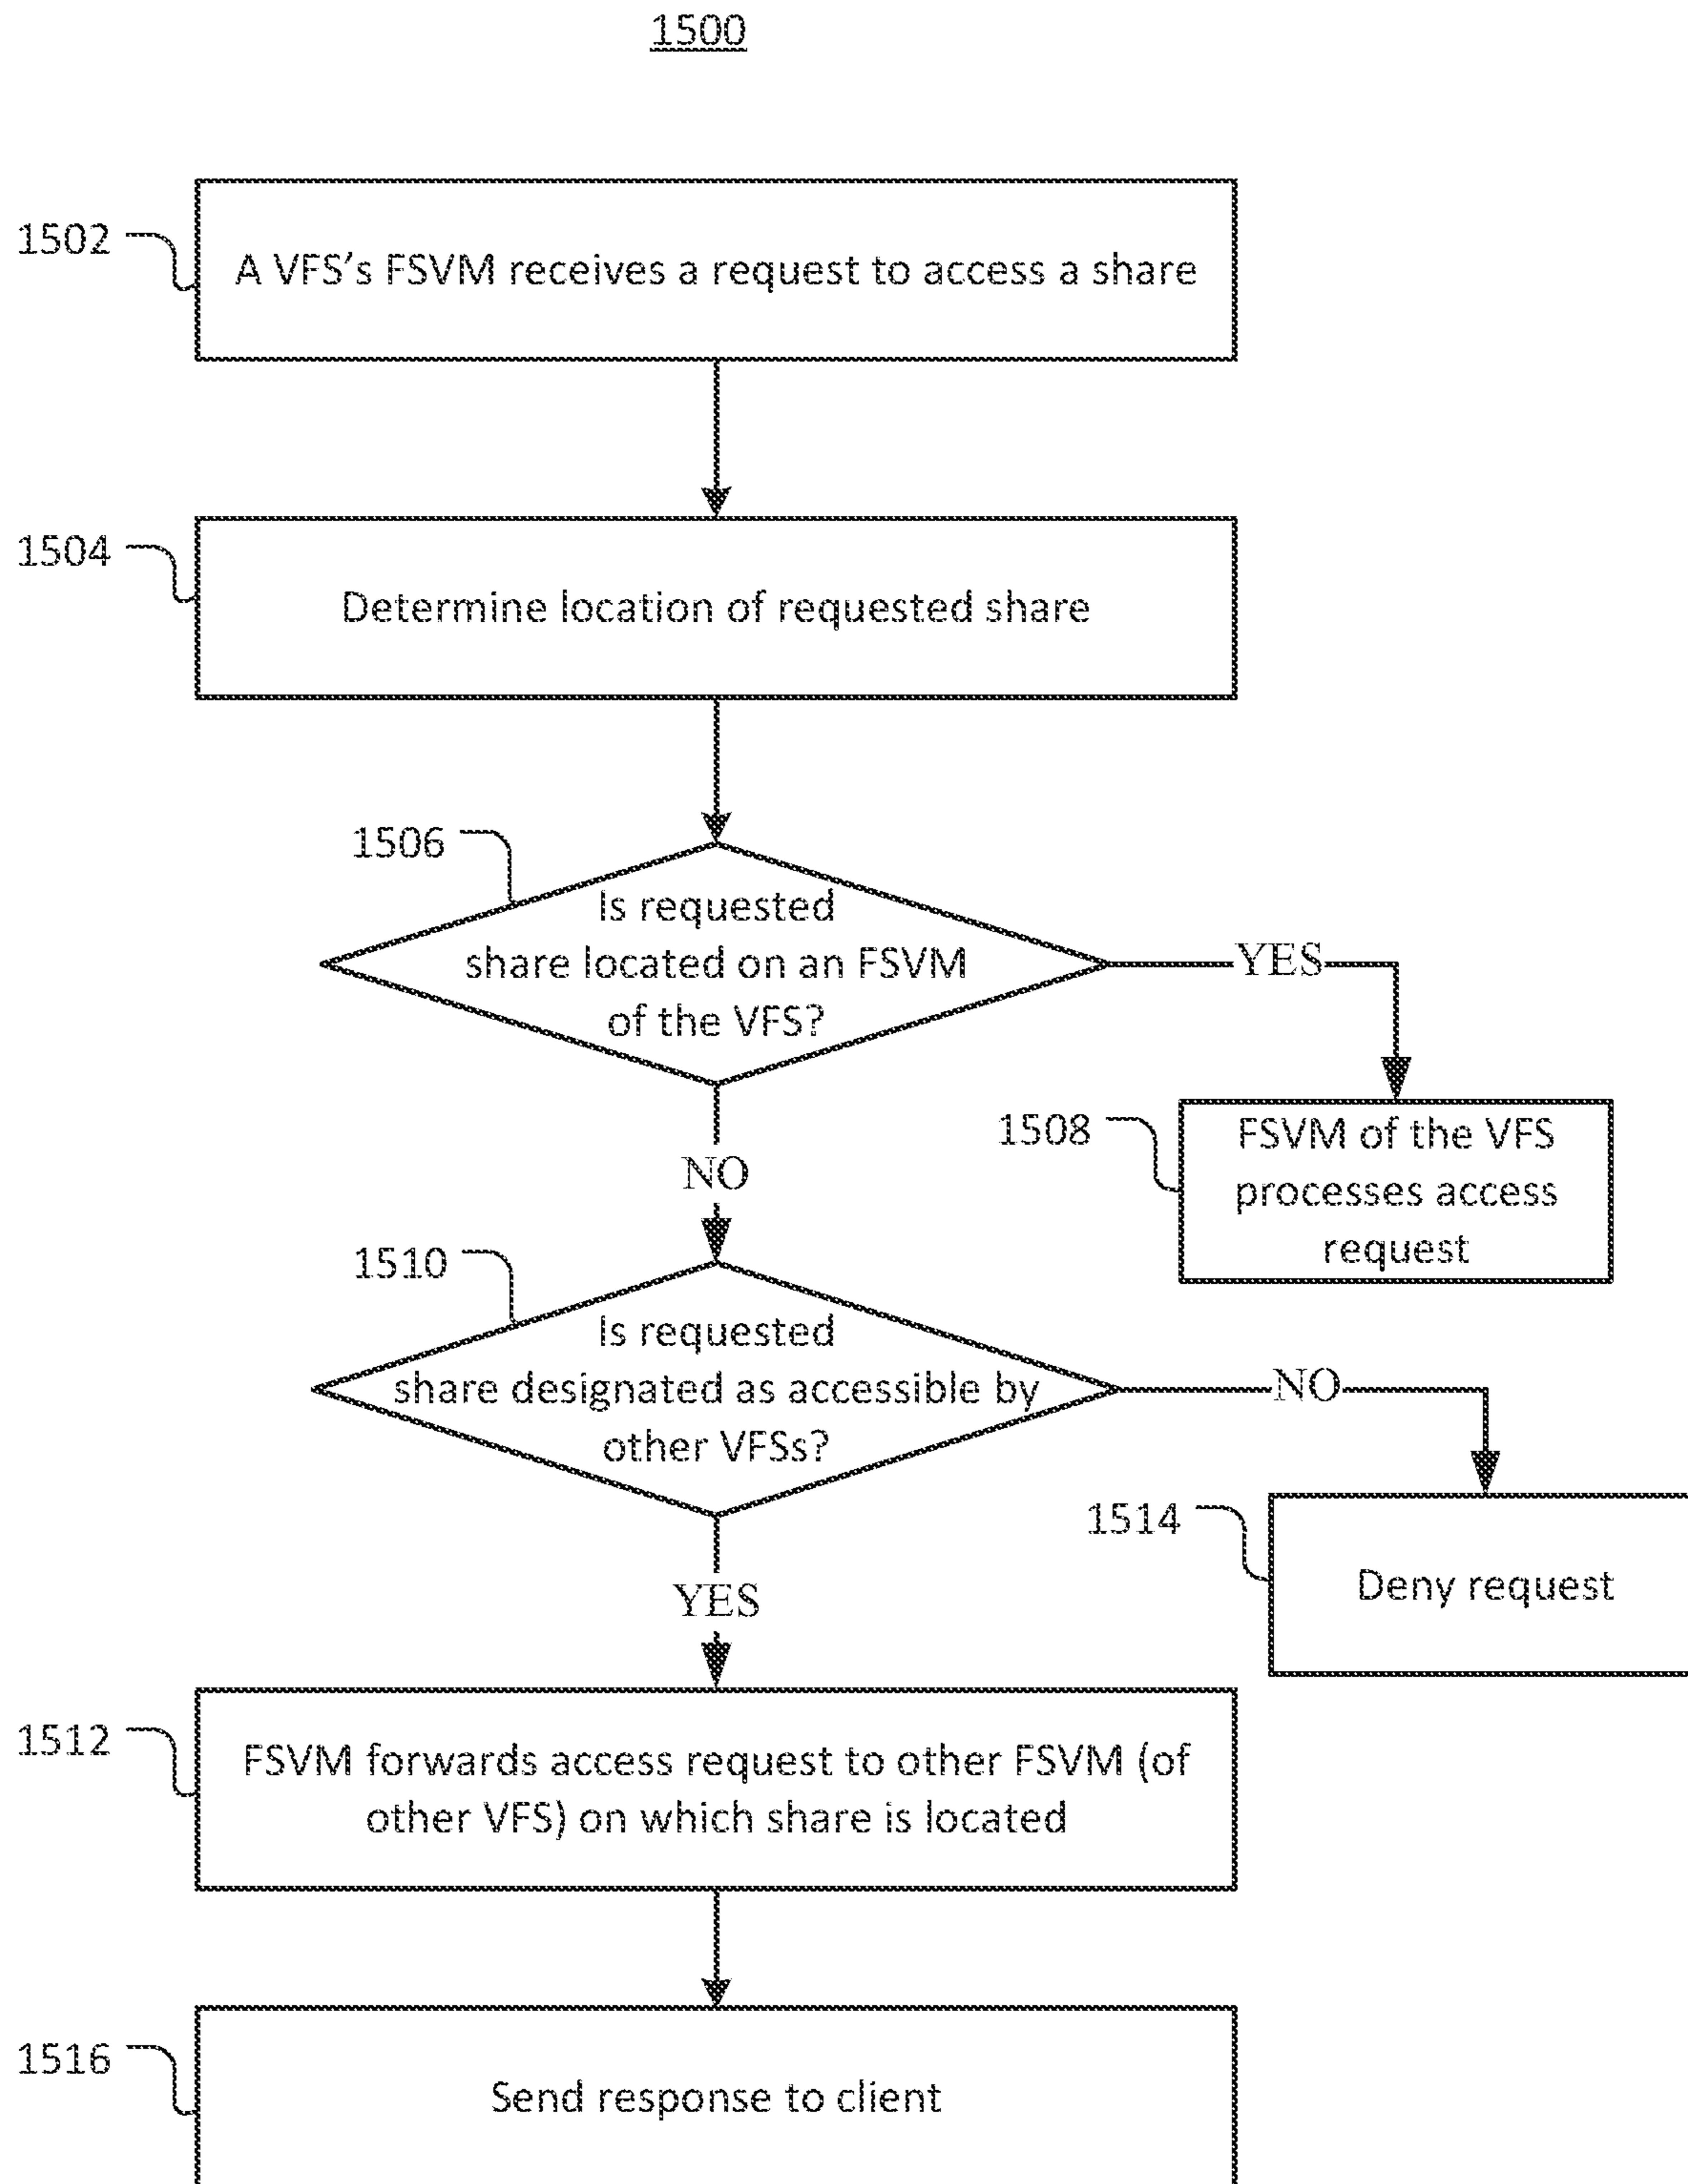 1500
1502
A VFS's FSVM receives a request to access a share
1504
Determine location of requested share
1506
Is requested
share located on an FSVM
of the VFS?
YES
NO
1508
FSVM of the VFS
processes access
request
1510
Is requested
share designated as accessible by
other VFSs?
NO
YES
1514
Deny request
1512
FSVM forwards access request to other FSVM (of
other VFS) on which share is located
1516
Send response to client